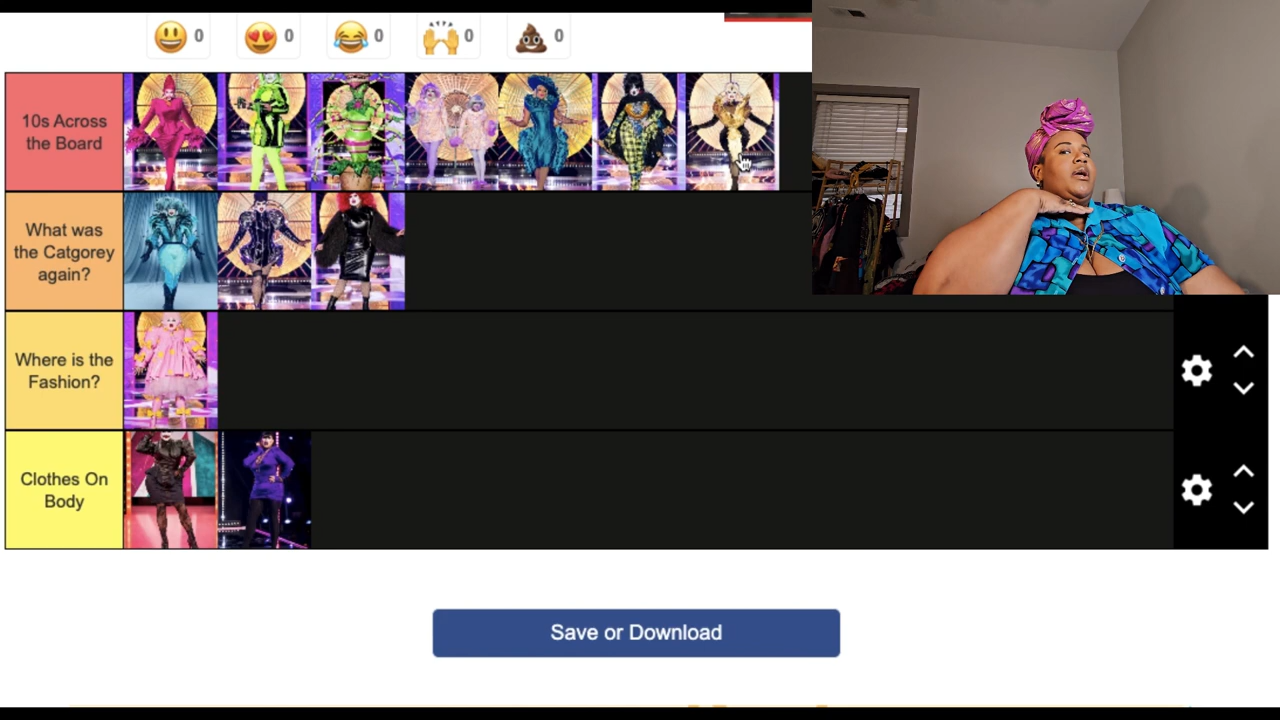 0
0
0
0
0
10s Across
the Board
What was
the Catgorey
again?
Where is the
Fashion?
Clothes On
Body
Save or Download